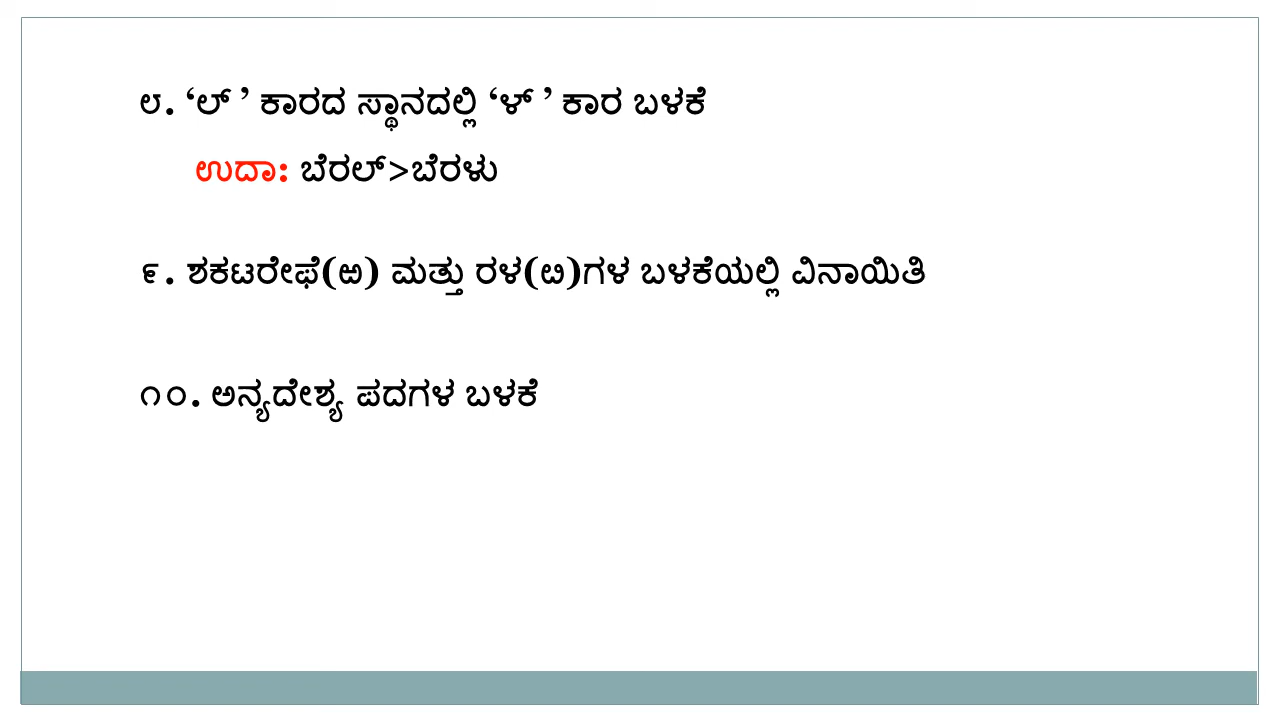 ೮. ‘ಲ್ ’ ಕಾರದ ಸ್ಥಾನದಲ್ಲಿ ‘ಳ್ ’ ಕಾರ ಬಳಕೆ
ಉದಾ: ಬೆರಲ್>ಬೆರಳು
೯. ಶಕಟರೇಫೆ(ಱ) ಮತ್ತು ರಳ(ೞ)ಗಳ ಬಳಕೆಯಲ್ಲಿ ವಿನಾಯಿತಿ
೧೦. ಅನ್ಯದೇಶ್ಯ ಪದಗಳ ಬಳಕೆ